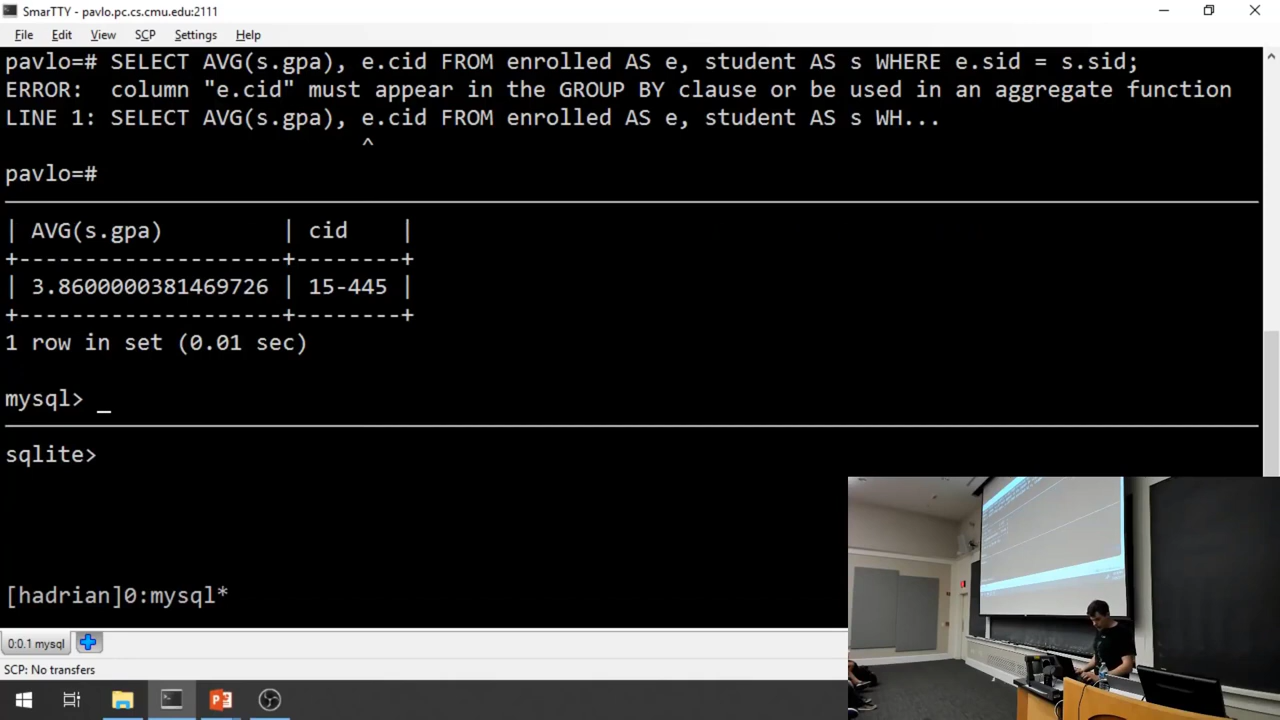 SmarTTY - pavlo.pc.cs.cmu.edu:2111
File Edit View SCP Settings Help
pavlo=# SELECT AVG(s.gpa), e.cid FROM enrolled AS e, student AS s WHERE e.sid = s.sid;
ERROR:  column "e.cid" must appear in the GROUP BY clause or be used in an aggregate function
LINE 1: SELECT AVG(s.gpa), e.cid FROM enrolled AS e, student AS s WH...
^
pavlo=#
| AVG(s.gpa)         | cid    |
+--------------------+--------+
| 3.8600000381469726 | 15-445 |
+--------------------+--------+
1 row in set (0.01 sec)
mysql> _
sqlite>
[hadrian]0:mysql*
0:0.1 mysql
SCP: No transfers